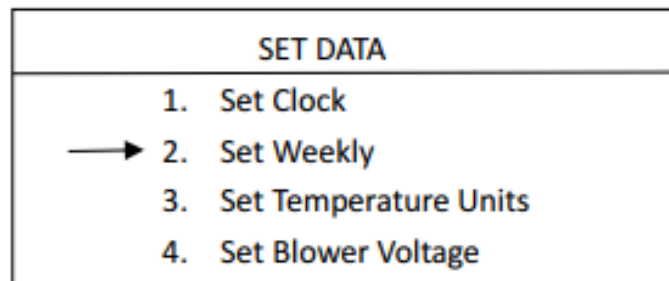 SET DATA
1. Set Clock
2. Set Weekly
3. Set Temperature Units
4. Set Blower Voltage